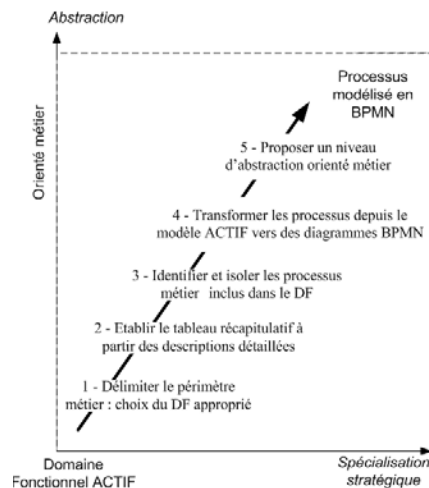 Abstraction
Processus
modélisé en
BPMN
Orienté métier
5 - Proposer un niveau
d'abstraction orienté métier
4 - Transformer les processus depuis le
modèle ACTIF vers des diagrammes BPMN
3 - Identifier et isoler les processus
métier inclus dans le DF
2 - Etablir le tableau récapitulatif à
partir des descriptions détaillées
1 - Délimiter le périmètre
métier : choix du DF approprié
Domaine
Fonctionnel ACTIF
Spécialisation
stratégique